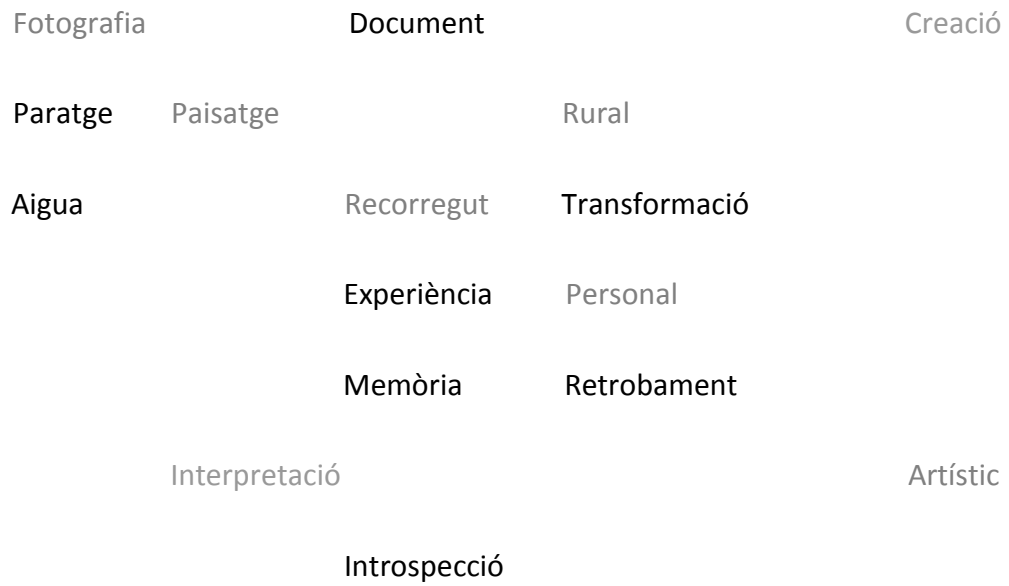 Fotografia Document Creació
Paratge Paisatge Rural
Aigua Recorregut Transformació
Experiència Personal
Memòria Retrobament
Interpretació Artístic
Introspecció